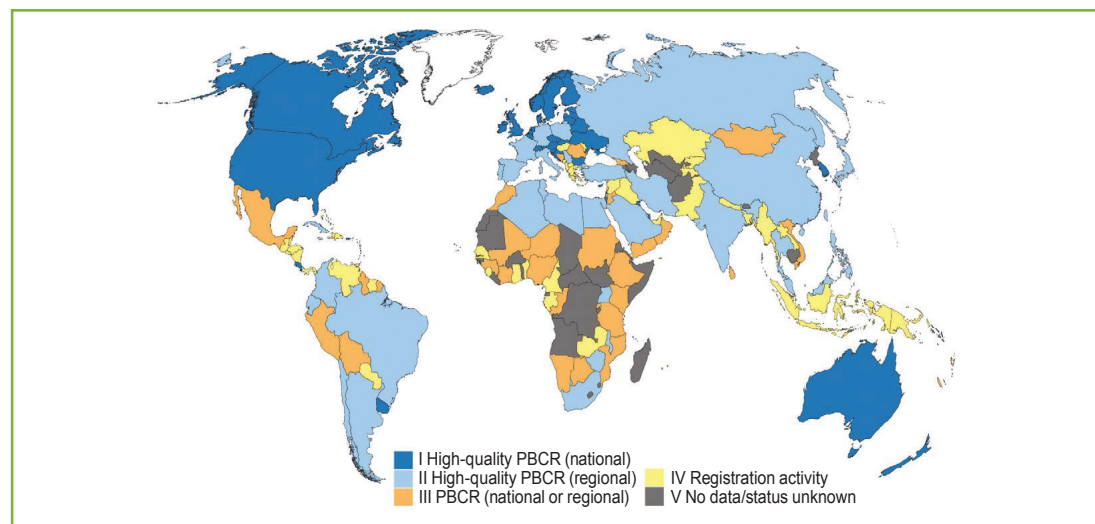 I High-quality PBCR (national)
II High-quality PBCR (regional)
III PBCR (national or regional)
IV Registration activity
V No data/status unknown